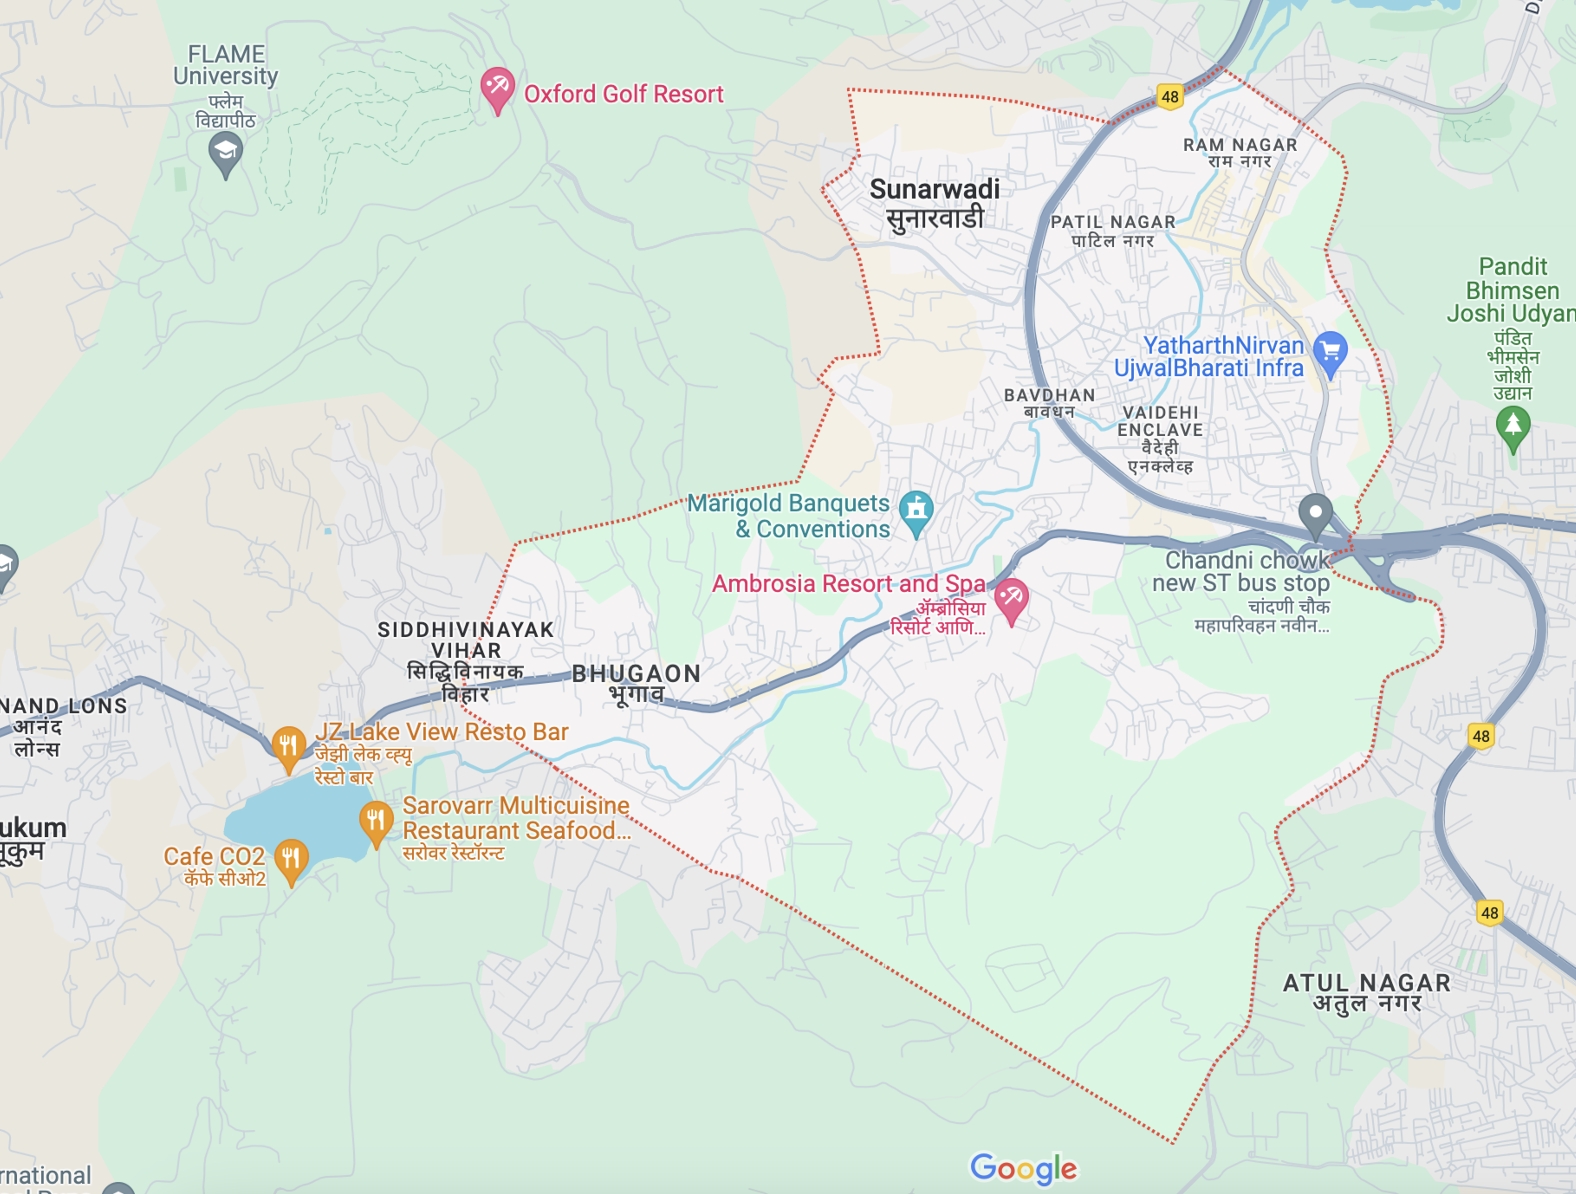 FLAME
University
फ्लेम
विद्यापीठ
Oxford Golf Resort
48
RAM NAGAR
राम नगर
Sunarwadi
सुनारवाडी
PATIL NAGAR
पाटिल नगर
Pandit
Bhimsen
Joshi Udyan
पंडित
भीमसेन
जोशी
उद्यान
YatharthNirvan
UjwalBharati Infra
BAVDHAN
बावधन
VAIDEHI
ENCLAVE
वैदेही
एनक्लेव्ह
Marigold Banquets
& Conventions
Chandni chowk
new ST bus stop
चांदणी चौक
महापरिवहन नवीन...
Ambrosia Resort and Spa
ॲम्ब्रोसिया
रिसोर्ट आणि...
SIDDHIVINAYAK
VIHAR
सिद्धिविनायक
विहार
BHUGAON
भूगाव
NAND LONS
आनंद
लोन्स
JZ Lake View Resto Bar
जेझी लेक व्ह्यू
रेस्टो बार
48
Sarovarr Multicuisine
Restaurant Seafood...
सरोवर रेस्टॉरन्ट
ukum
नूकुम
Cafe CO2
कॅफे सीओ2
48
ATUL NAGAR
अतुल नगर
Google
rnational